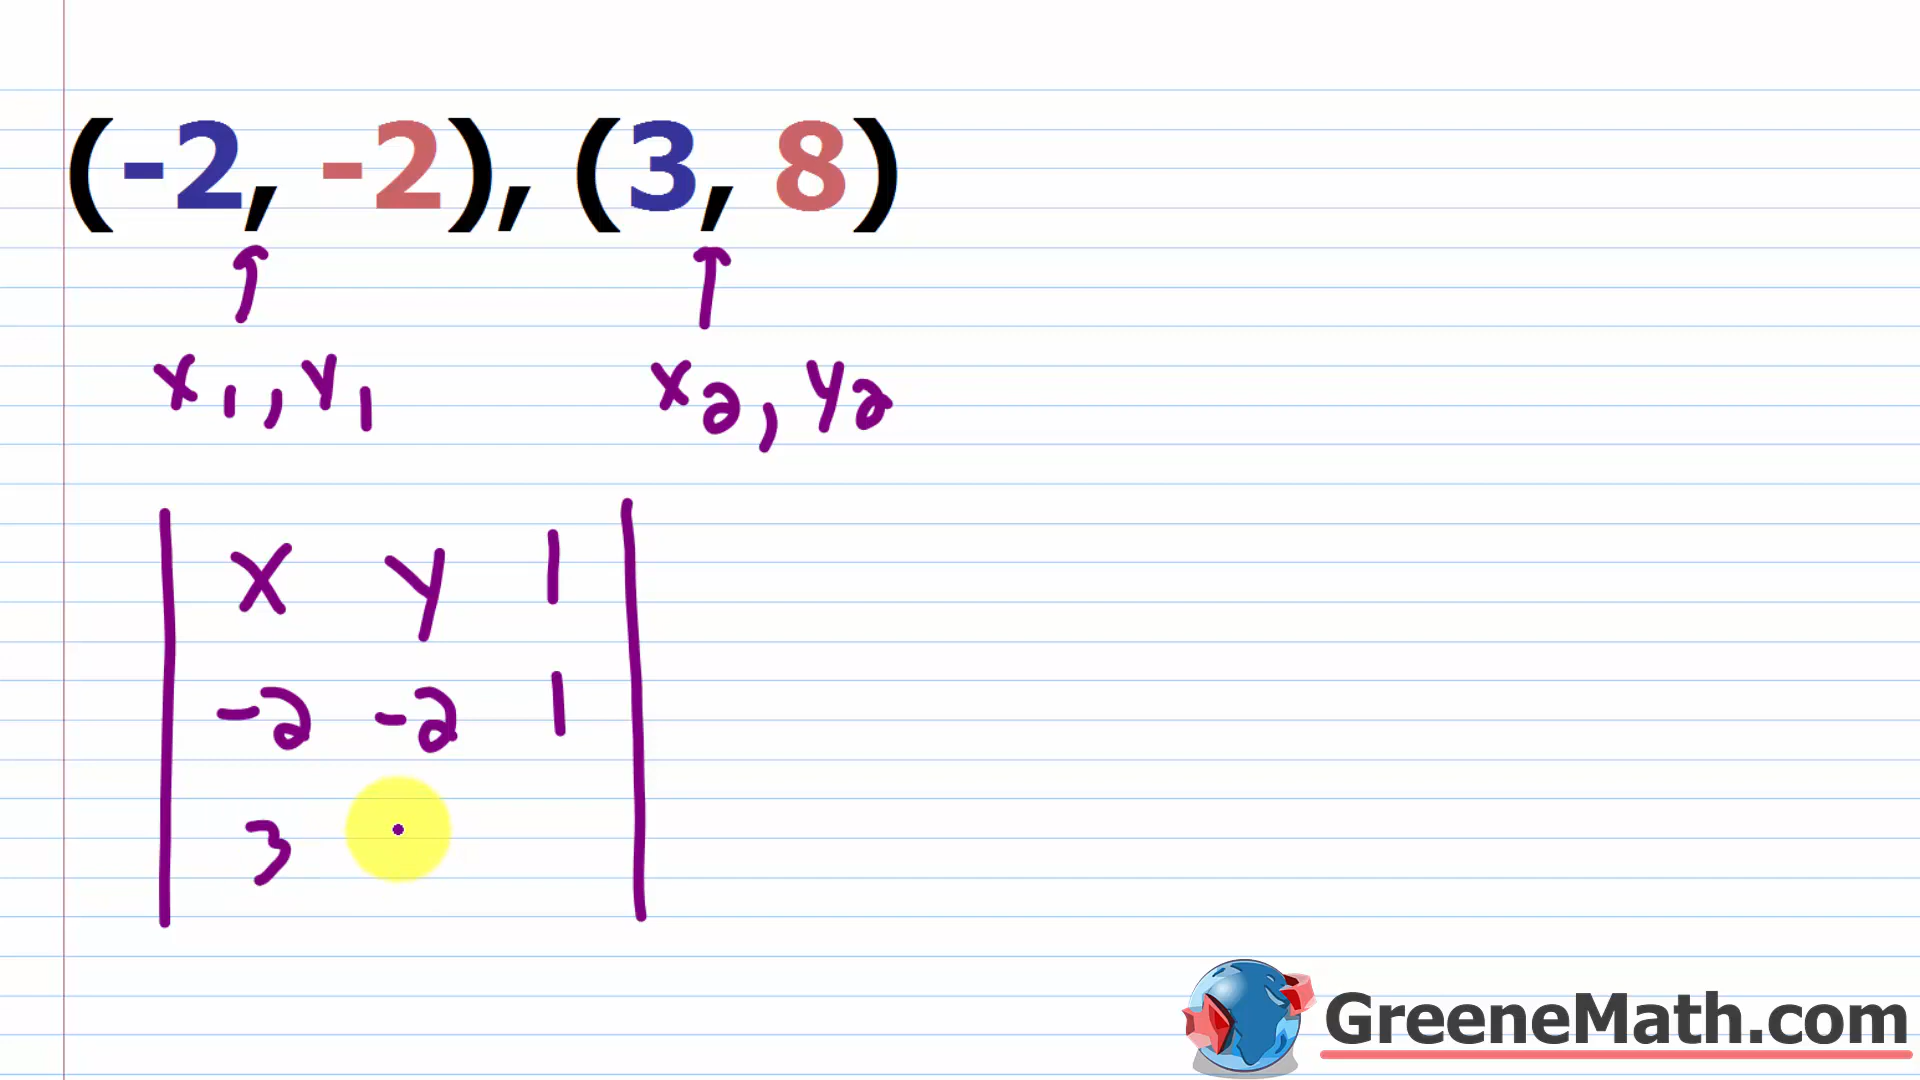 (-2, -2), (3, 8)
x₁, y₁ x₂, y₂
x y 1
-2 -2 1
3
GreeneMath.com